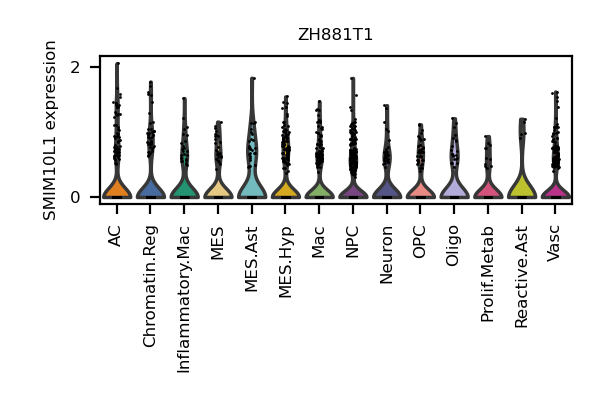 ZH881T1
SMIM10L1 expression
2
0
AC
Chromatin.Reg
Inflammatory.Mac
MES
MES.Ast
MES.Hyp
Mac
NPC
Neuron
OPC
Oligo
Prolif.Metab
Reactive.Ast
Vasc